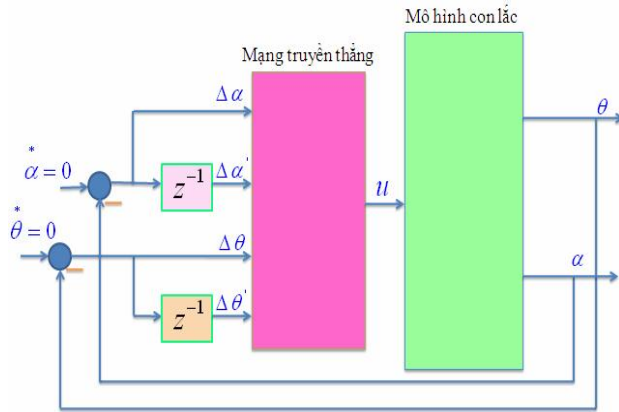 Mô hình con lắc
Mạng truyền thẳng
Δα
θ
*
α=0
z⁻¹
Δα'
u
*
θ=0
Δθ
α
z⁻¹
Δθ'